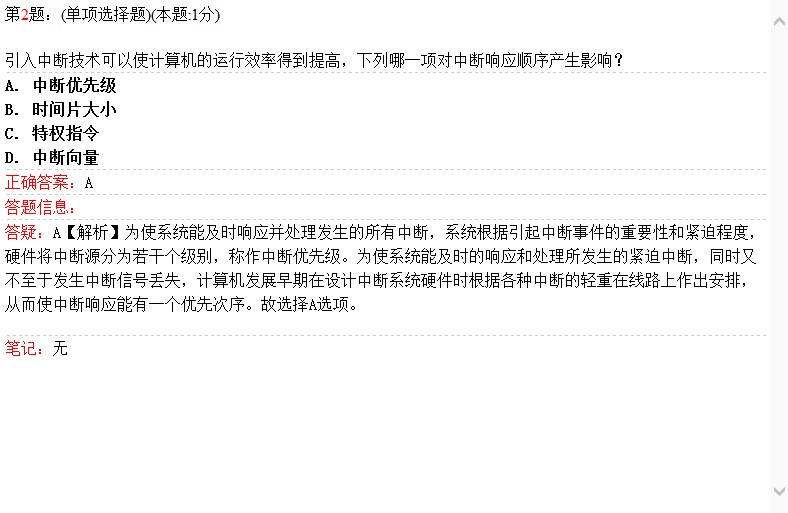 第2题：(单项选择题)(本题:1分)
引入中断技术可以使计算机的运行效率得到提高，下列哪一项对中断响应顺序产生影响?
A. 中断优先级
B. 时间片大小
C. 特权指令
D. 中断向量
正确答案：A
答题信息：
答疑：A【解析】为使系统能及时响应并处理发生的所有中断，系统根据引起中断事件的重要性和紧迫程度，
硬件将中断源分为若干个级别，称作中断优先级。为使系统能及时的响应和处理所发生的紧迫中断，同时又
不至于发生中断信号丢失，计算机发展早期在设计中断系统硬件时根据各种中断的轻重在线路上作出安排，
从而使中断响应能有一个优先次序。故选择A选项。
笔记：无